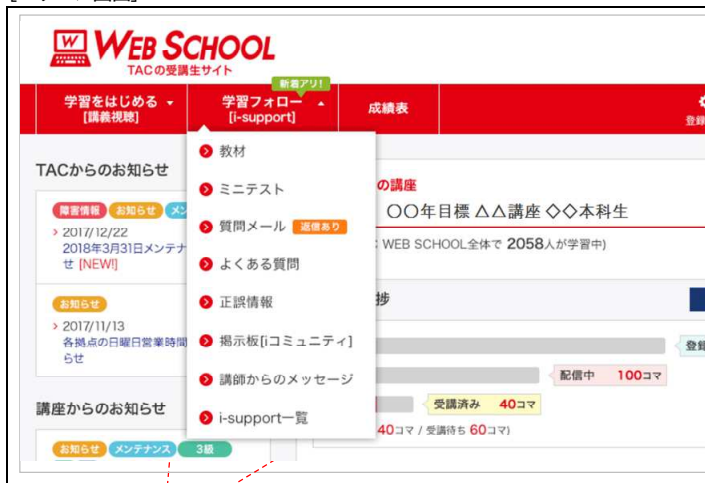 WEB SCHOOL
TACの受講生サイト
新着アリ!
学習をはじめる
[講義視聴]
学習フォロー
[i-support]
成績表
教材
ミニテスト
質問メール 返信あり
よくある質問
正誤情報
掲示板[iコミュニティ]
講師からのメッセージ
i-support一覧
TACからのお知らせ
障害情報 お知らせ
2017/12/22
2018年3月31日メンテナ
せ [NEW!]
お知らせ
2017/11/13
各拠点の日曜日営業時間
らせ
講座からのお知らせ
お知らせ メンテナンス 3級
の講座
〇〇年目標 △△講座 ◇◇本科生
WEB SCHOOL全体で 2058人が学習中)
捗
配信中 100コマ
受講済み 40コマ
40コマ / 受講待ち 60コマ)